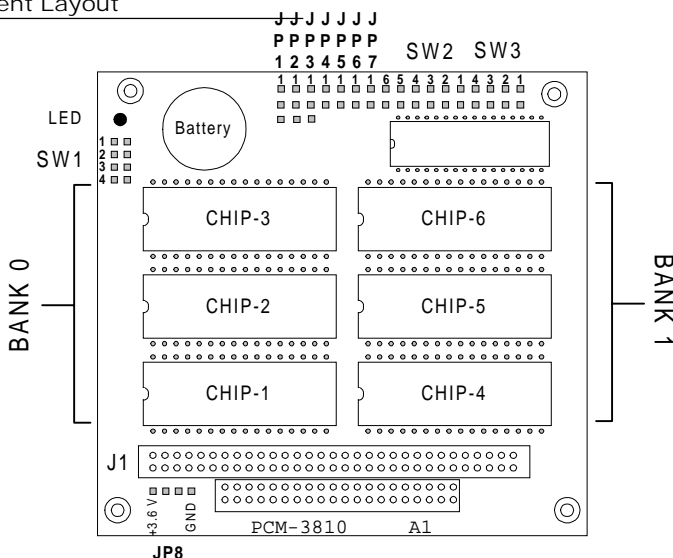 ent Layout
J J J J J J J
P P P P P P P
1 2 3 4 5 6 7 SW2 SW3
1 1 1 1 1 1 1 6 5 4 3 2 1 4 3 2 1
LED
Battery
SW1
1
2
3
4
BANK 0
CHIP-3
CHIP-6
CHIP-2
CHIP-5
CHIP-1
CHIP-4
BANK 1
J1
+3.6 V
GND
PCM-3810 A1
JP8